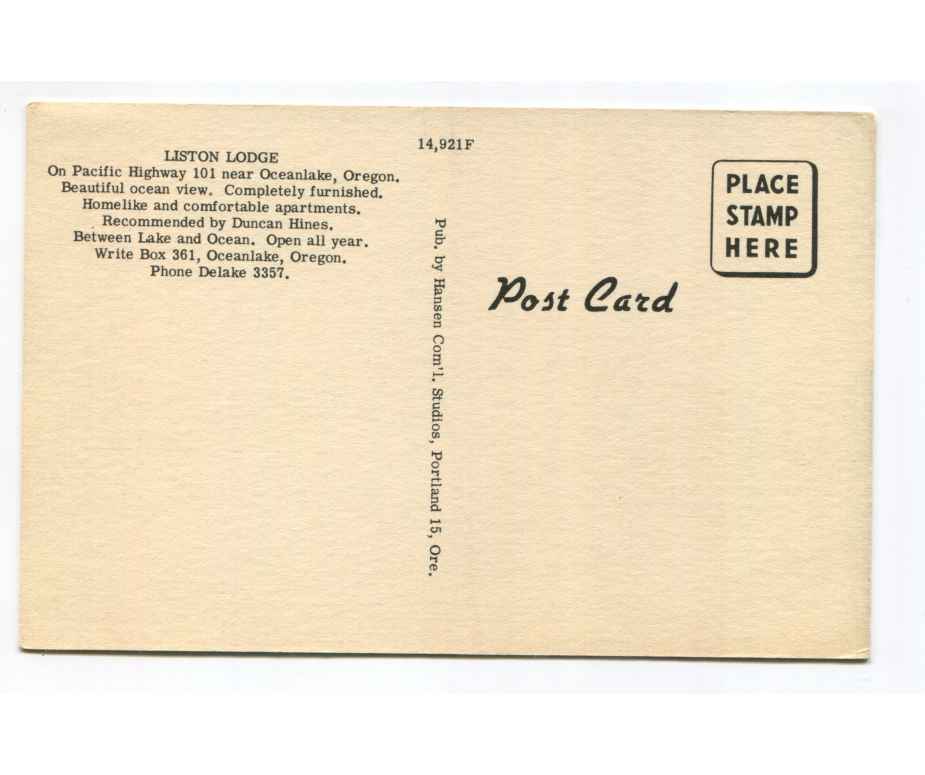 14,921F
LISTON LODGE
On Pacific Highway 101 near Oceanlake, Oregon.
Beautiful ocean view. Completely furnished.
Homelike and comfortable apartments.
Recommended by Duncan Hines.
Between Lake and Ocean. Open all year.
Write Box 361, Oceanlake, Oregon.
Phone Delake 3357.
Pub. by Hansen Com'l. Studios, Portland 15, Ore.
PLACE
STAMP
HERE
Post Card